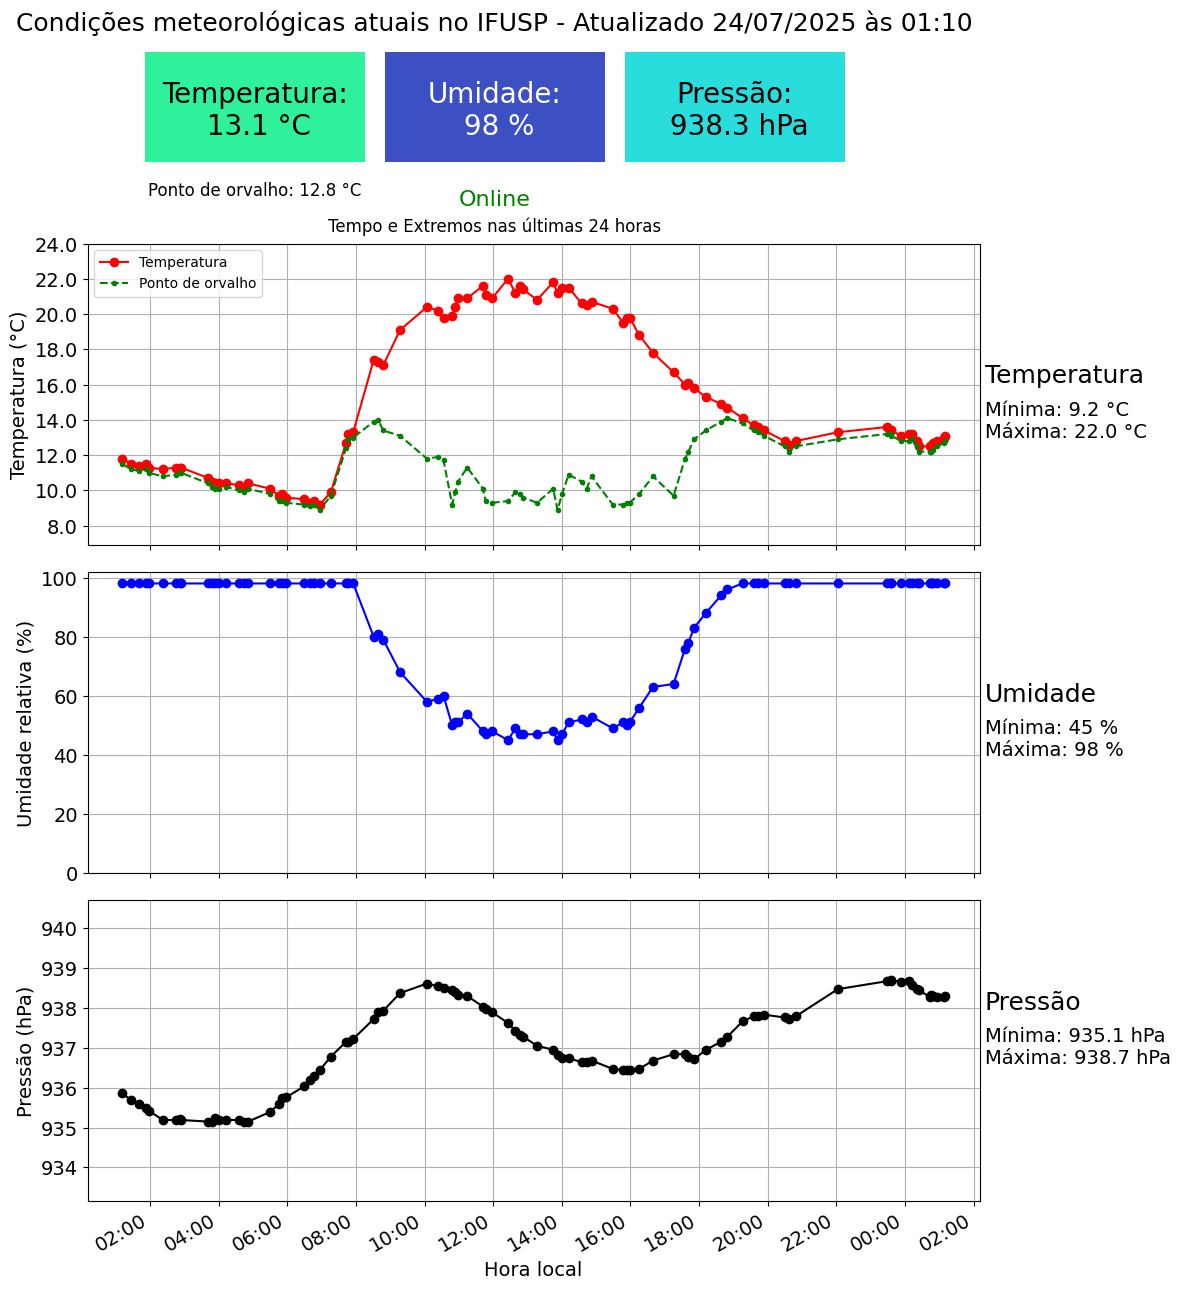 Condições meteorológicas atuais no IFUSP - Atualizado 24/07/2025 às 01:10
Temperatura:
13.1 °C
Umidade:
98 %
Pressão:
938.3 hPa
Ponto de orvalho: 12.8 °C
Online
Tempo e Extremos nas últimas 24 horas
24.0
22.0
20.0
18.0
16.0
14.0
12.0
10.0
8.0
Temperatura (°C)
Temperatura
Ponto de orvalho
Temperatura
Mínima: 9.2 °C
Máxima: 22.0 °C
100
80
60
40
20
0
Umidade relativa (%)
Umidade
Mínima: 45 %
Máxima: 98 %
940
939
938
937
936
935
934
Pressão (hPa)
Pressão
Mínima: 935.1 hPa
Máxima: 938.7 hPa
02:00
04:00
06:00
08:00
10:00
12:00
14:00
16:00
18:00
20:00
22:00
00:00
02:00
Hora local